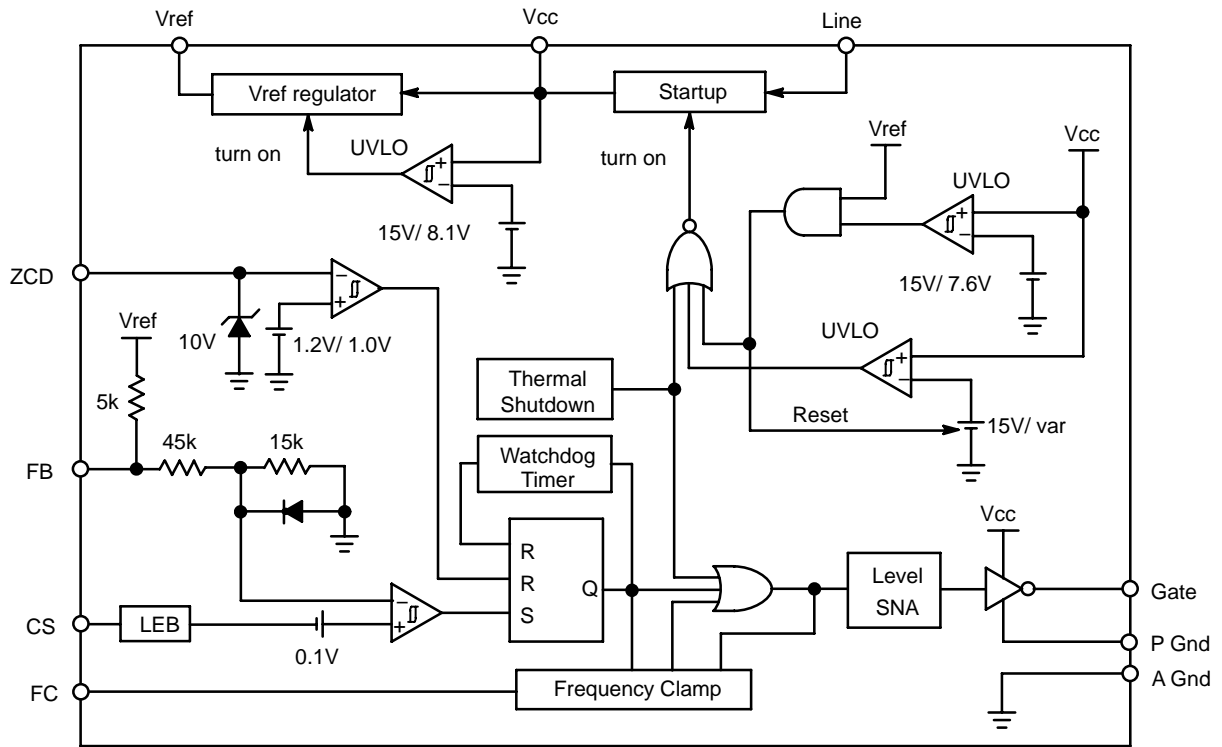 Vref
Vcc
Line
Vref regulator
Startup
turn on
UVLO
turn on
Vref
Vcc
UVLO
15V/ 8.1V
15V/ 7.6V
ZCD
Vref
10V
1.2V/ 1.0V
UVLO
5k
Thermal
Shutdown
Reset
15V/ var
45k
15k
FB
Watchdog
Timer
Vcc
R
R
S
Q
Level
SNA
Gate
CS
LEB
0.1V
P Gnd
A Gnd
FC
Frequency Clamp